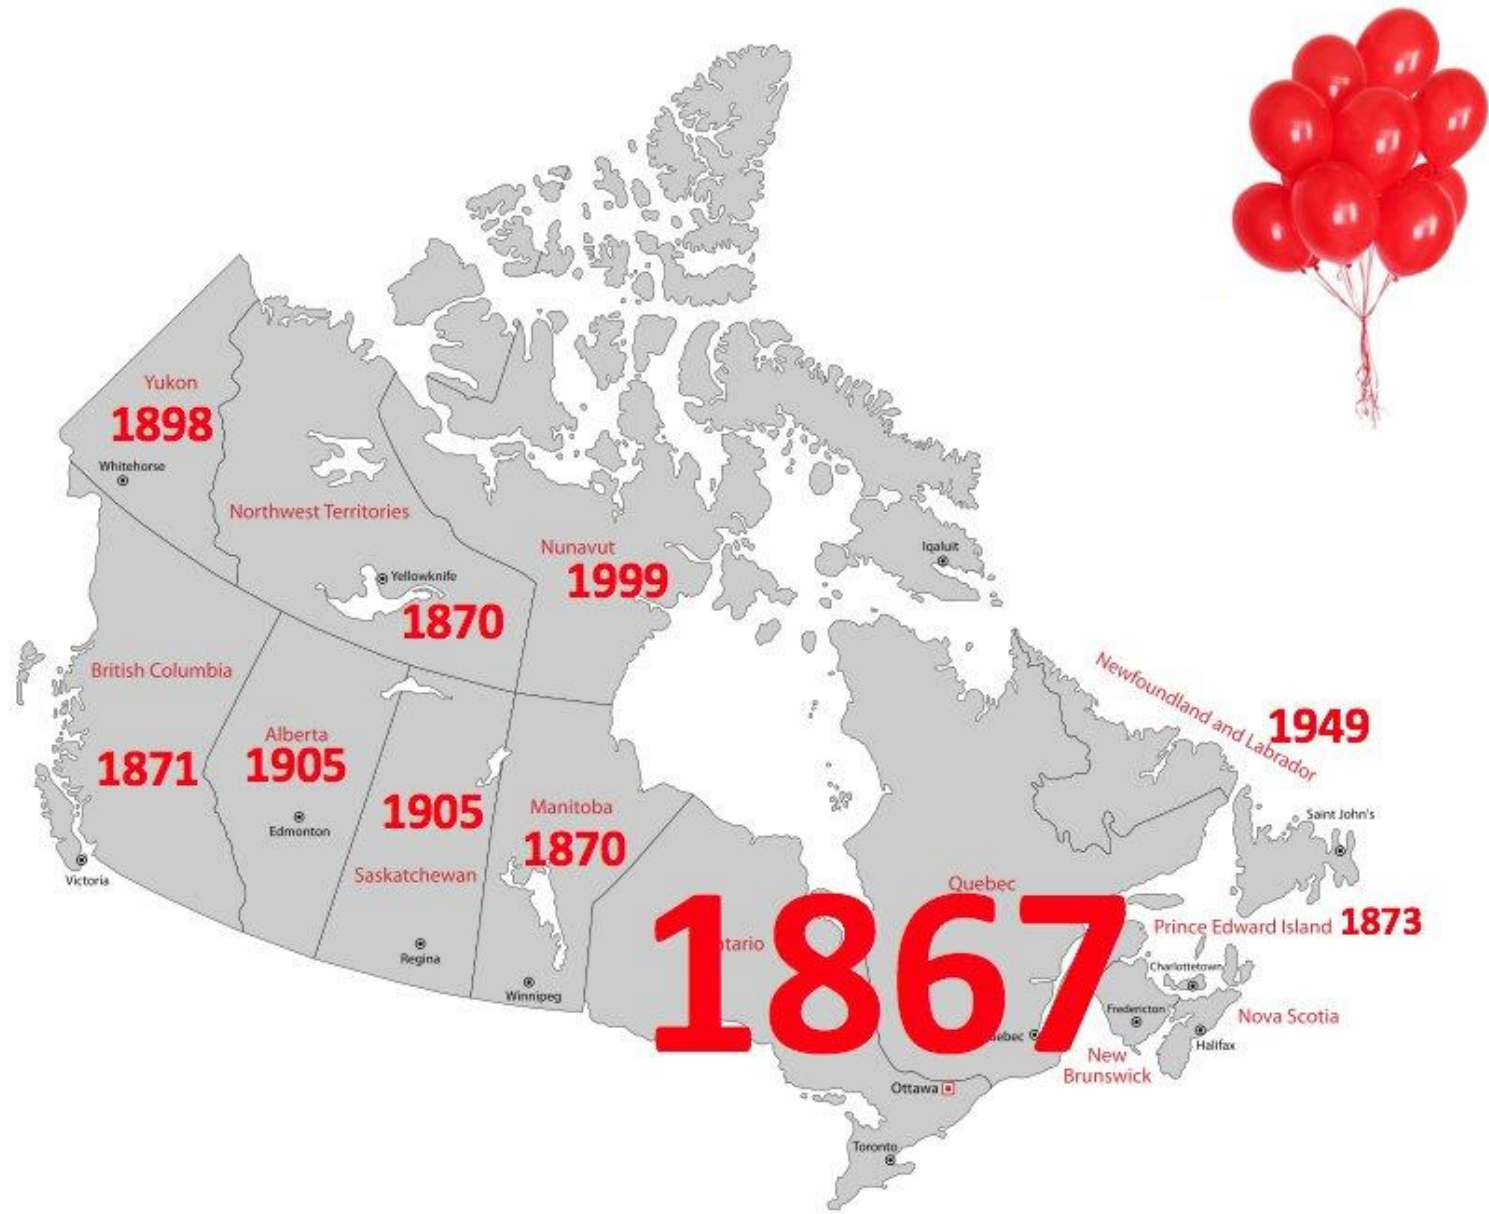 Yukon
1898
Whitehorse
Northwest Territories
Nunavut
1999
Iqaluit
Yellowknife
1870
British Columbia
1871
Alberta
1905
Edmonton
1905
Saskatchewan
Manitoba
1870
Victoria
Regina
Winnipeg
Newfoundland and Labrador
1949
Saint John's
Quebec
1867
ntario
Prince Edward Island 1873
Charlottetown
Fredericton
Nova Scotia
Halifax
uebec
New
Brunswick
Ottawa
Toronto